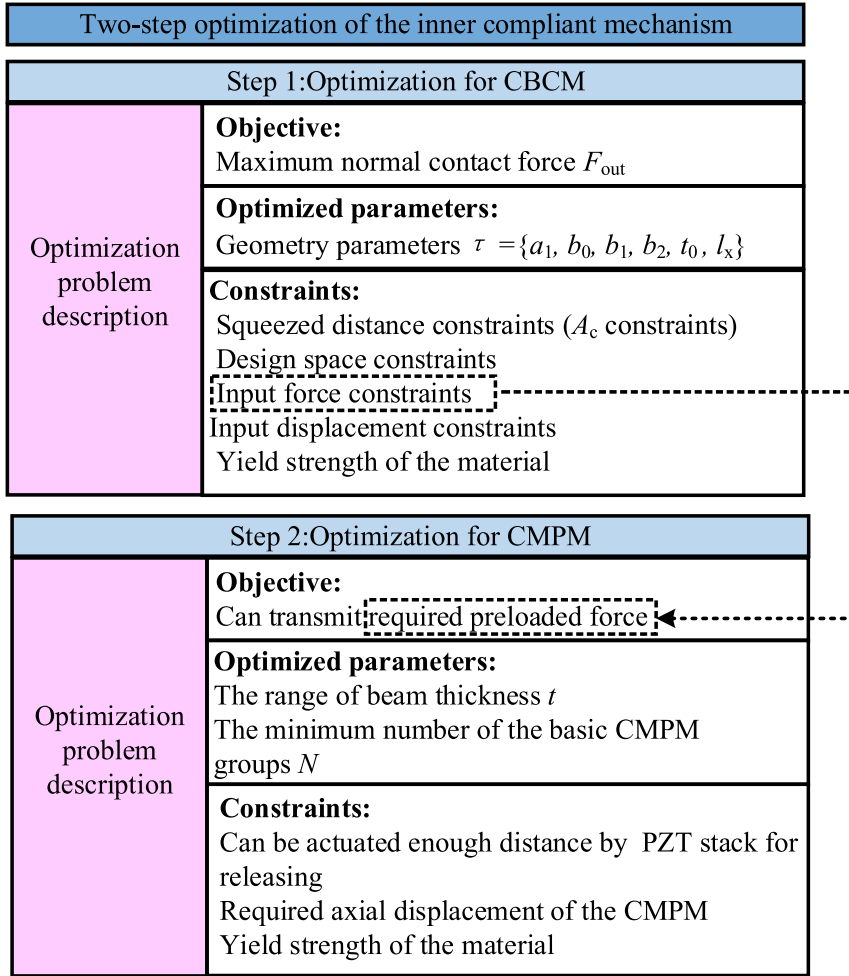 Two-step optimization of the inner compliant mechanism
Step 1:Optimization for CBCM
Optimization
problem
description
Objective:
Maximum normal contact force Fout
Optimized parameters:
Geometry parameters τ ={a1, b0, b1, b2, t0, lx}
Constraints:
Squeezed distance constraints (Ac constraints)
Design space constraints
Input force constraints
Input displacement constraints
Yield strength of the material
Step 2:Optimization for CMPM
Optimization
problem
description
Objective:
Can transmit required preloaded force
Optimized parameters:
The range of beam thickness t
The minimum number of the basic CMPM
groups N
Constraints:
Can be actuated enough distance by PZT stack for
releasing
Required axial displacement of the CMPM
Yield strength of the material